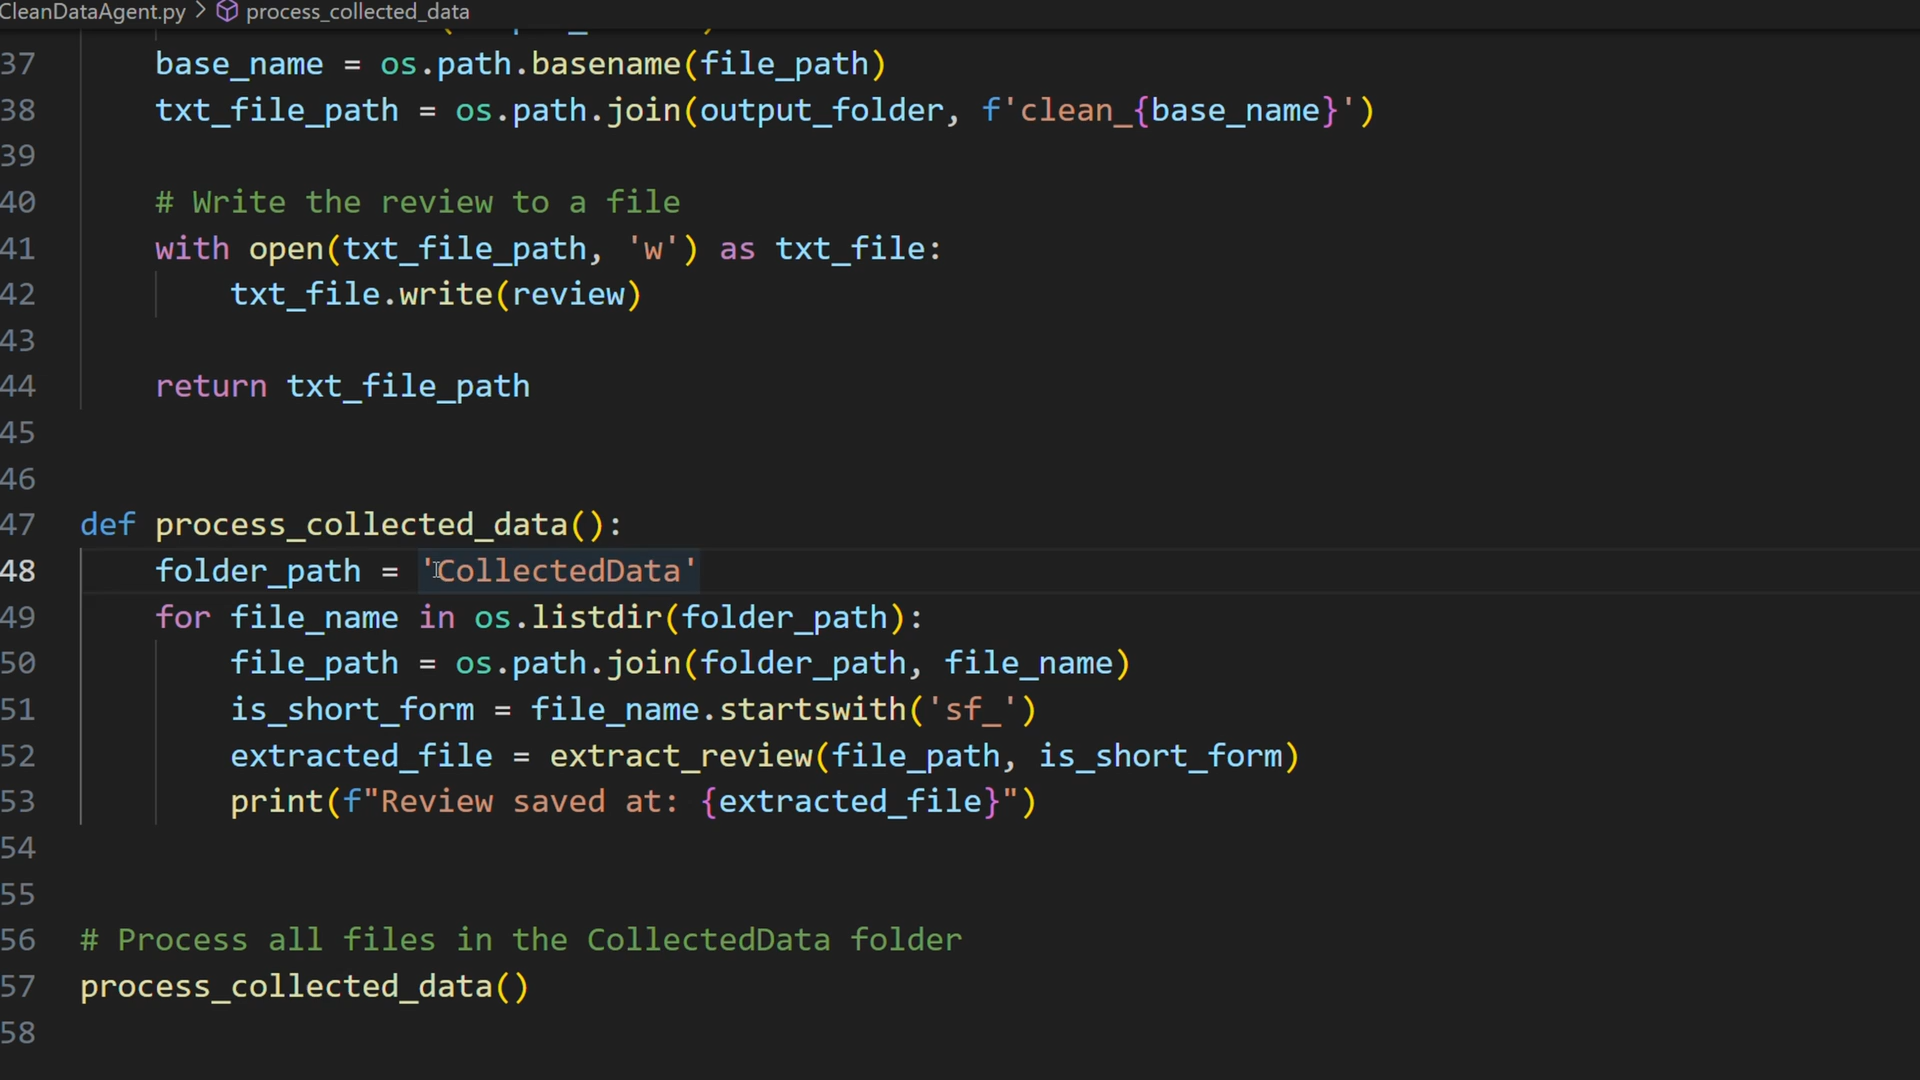 CleanDataAgent.py > process_collected_data
37 base_name = os.path.basename(file_path)
38 txt_file_path = os.path.join(output_folder, f'clean_{base_name}')
39
40 # Write the review to a file
41 with open(txt_file_path, 'w') as txt_file:
42 txt_file.write(review)
43
44 return txt_file_path
45
46
47 def process_collected_data():
48 folder_path = 'CollectedData'
49 for file_name in os.listdir(folder_path):
50 file_path = os.path.join(folder_path, file_name)
51 is_short_form = file_name.startswith('sf_')
52 extracted_file = extract_review(file_path, is_short_form)
53 print(f"Review saved at: {extracted_file}")
54
55
56 # Process all files in the CollectedData folder
57 process_collected_data()
58